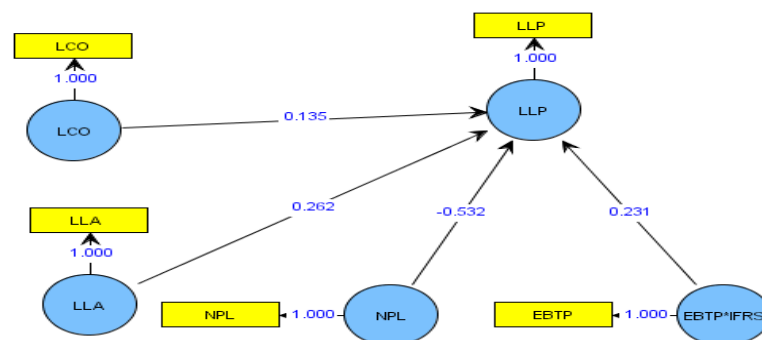 LLP
LCO
1.000
1.000
LLP
LCO
0.135
0.262
-0.532
0.231
LLA
1.000
LLA
NPL
1.000
NPL
EBTP
1.000
EBTP*IFRS